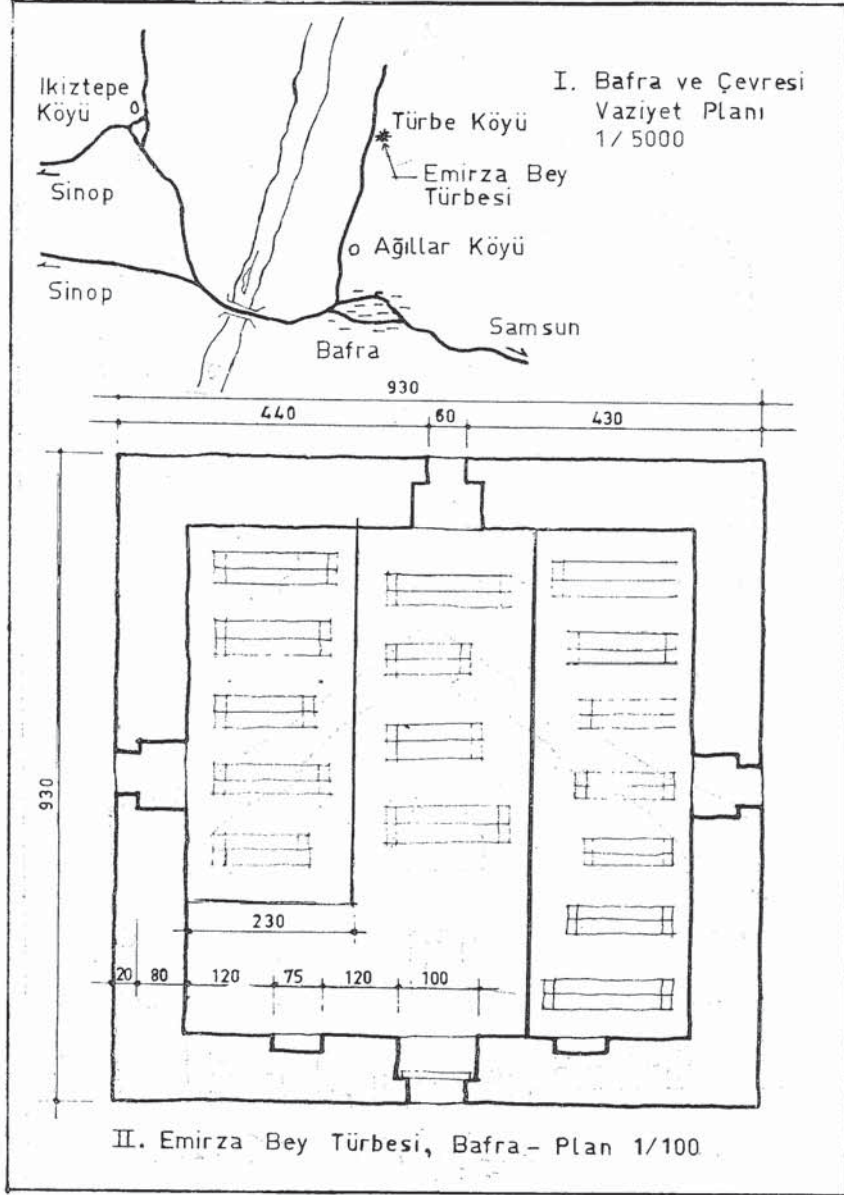 Ikiztepe
Köyü
I. Bafra ve Çevresi
Vaziyet Planı
1/5000
Türbe Köyü
Emirza Bey
Türbesi
Sinop
Ağıllar Köyü
Sinop
Samsun
Bafra
930
440 60 430
930
230
20 80 120 75 120 100
II. Emirza Bey Türbesi, Bafra - Plan 1/100